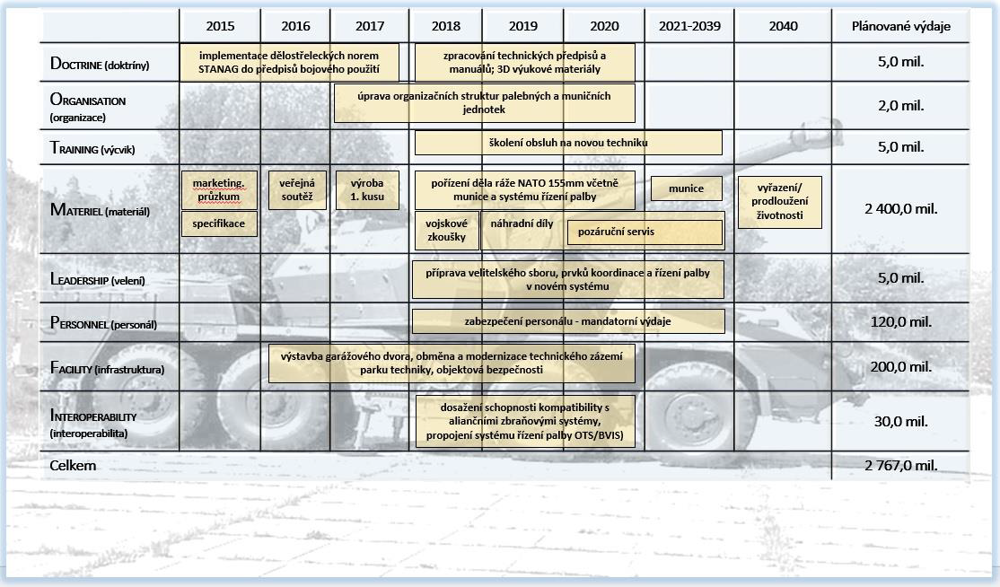 2015 2016 2017 2018 2019 2020 2021-2039 2040 Plánované výdaje
DOCTRINE (doktríny)
implementace dělostřeleckých norem
STANAG do předpisů bojového použití
zpracování technických předpisů a
manuálů; 3D výukové materiály
5,0 mil.
ORGANISATION
(organizace)
úprava organizačních struktur palebných a muničních
jednotek
2,0 mil.
TRAINING (výcvik)
školení obsluh na novou techniku
5,0 mil.
MATERIEL (materiál)
marketing.
průzkum
specifikace
veřejná
soutěž
výroba
1. kusu
pořízení děla ráže NATO 155mm včetně
munice a systému řízení palby
vojskové
zkoušky
náhradní díly
pozáruční servis
munice
vyřazení/
prodloužení
životnosti
2 400,0 mil.
LEADERSHIP (velení)
příprava velitelského sboru, prvků koordinace a řízení palby
v novém systému
5,0 mil.
PERSONNEL (personál)
zabezpečení personálu - mandatorní výdaje
120,0 mil.
FACILITY (infrastruktura)
výstavba garážového dvora, obměna a modernizace technického zázemí
parku techniky, objektová bezpečnosti
200,0 mil.
INTEROPERABILITY
(interoperabilita)
dosažení schopnosti kompatibility s
aliančními zbraňovými systémy,
propojení systému řízení palby OTS/BVIS)
30,0 mil.
Celkem
2 767,0 mil.